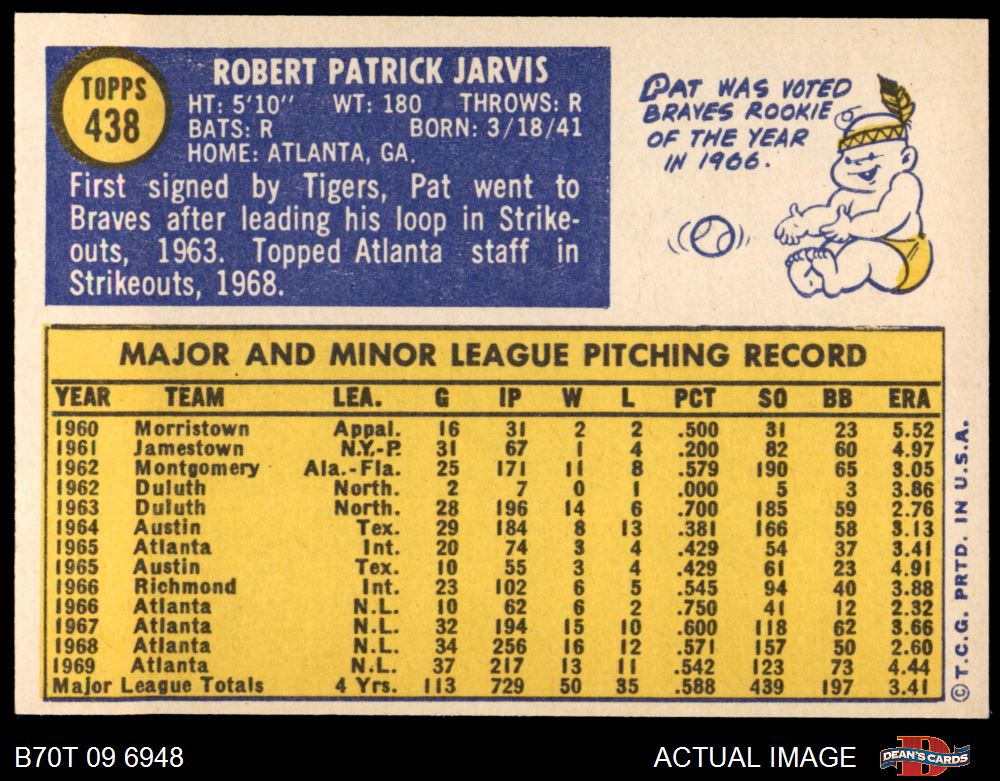 TOPPS
438
ROBERT PATRICK JARVIS
HT: 5'10" WT: 180 THROWS: R
BATS: R BORN: 3/18/41
HOME: ATLANTA, GA.
First signed by Tigers, Pat went to
Braves after leading his loop in Strike-
outs, 1963. Topped Atlanta staff in
Strikeouts, 1968.
PAT WAS VOTED
BRAVES ROOKIE
OF THE YEAR
IN 1966.
MAJOR AND MINOR LEAGUE PITCHING RECORD
YEAR TEAM LEA. G IP W L PCT SO BB ERA
1960 Morristown Appal. 16 31 2 2 .500 31 23 5.52
1961 Jamestown N.Y.-P. 31 67 1 4 .200 82 60 4.97
1962 Montgomery Ala.-Fla. 25 171 11 8 .579 190 65 3.05
1962 Duluth North. 2 7 0 1 .000 5 3 3.86
1963 Duluth North. 28 196 14 6 .700 185 59 2.76
1964 Austin Tex. 29 184 8 13 .381 166 58 3.13
1965 Atlanta Int. 20 74 3 4 .429 54 37 3.41
1965 Austin Tex. 10 55 3 4 .429 61 23 4.91
1966 Richmond Int. 23 102 6 5 .545 94 40 3.88
1966 Atlanta N.L. 10 62 6 2 .750 41 12 2.32
1967 Atlanta N.L. 32 194 15 10 .600 118 62 3.66
1968 Atlanta N.L. 34 256 16 12 .571 157 50 2.60
1969 Atlanta N.L. 37 217 13 11 .542 123 73 4.44
Major League Totals 4 Yrs. 113 729 50 35 .588 439 197 3.41
© T.C.G. PRTD. IN U.S.A.
B70T 09 6948
ACTUAL IMAGE
DEAN'S CARDS